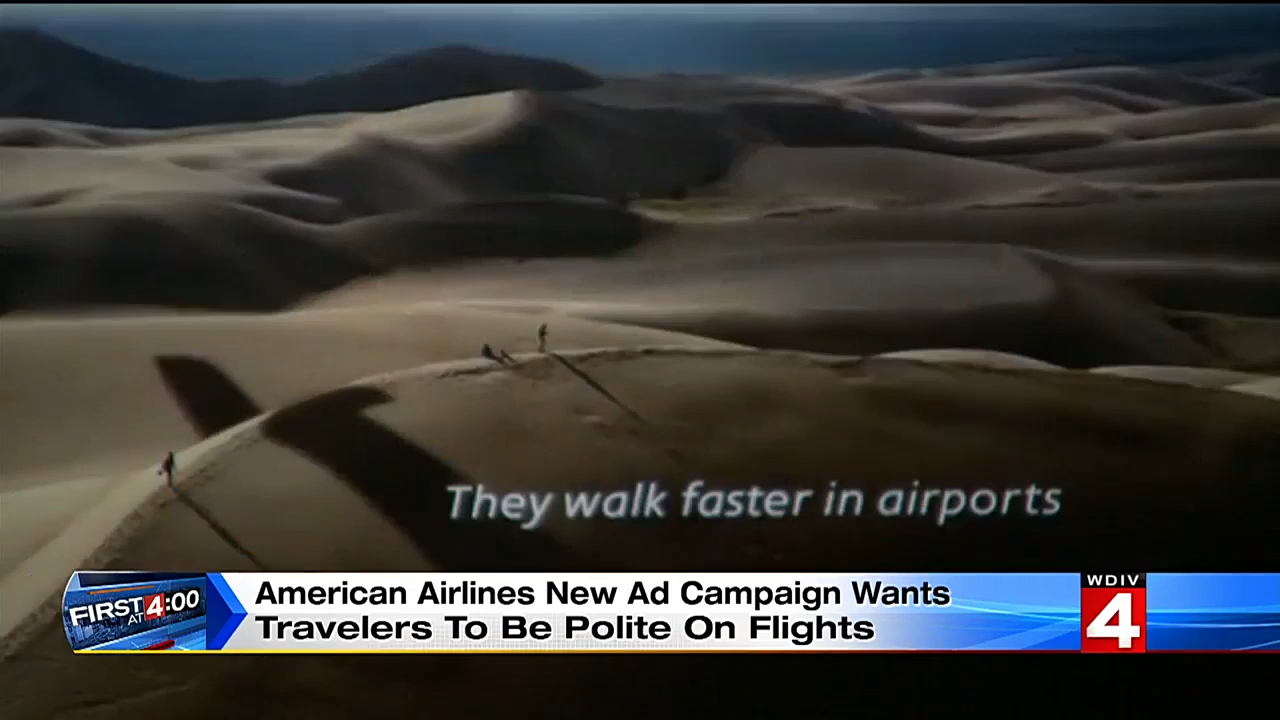 They walk faster in airports
FIRST
AT 4:00
American Airlines New Ad Campaign Wants
Travelers To Be Polite On Flights
WDIV
4